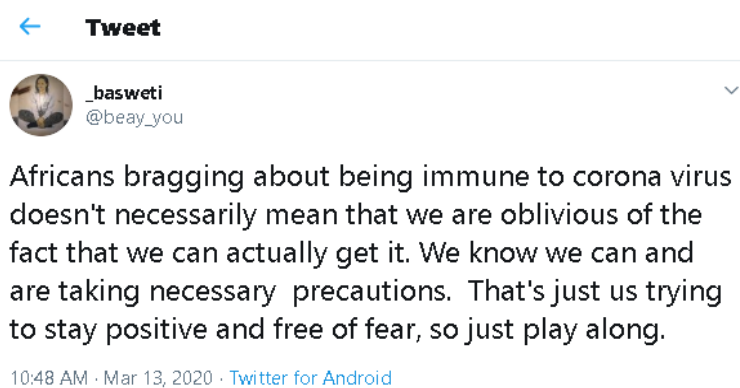 Tweet
_basweti
@beay_you
Africans bragging about being immune to corona virus
doesn't necessarily mean that we are oblivious of the
fact that we can actually get it. We know we can and
are taking necessary  precautions.  That's just us trying
to stay positive and free of fear, so just play along.
10:48 AM · Mar 13, 2020 · Twitter for Android